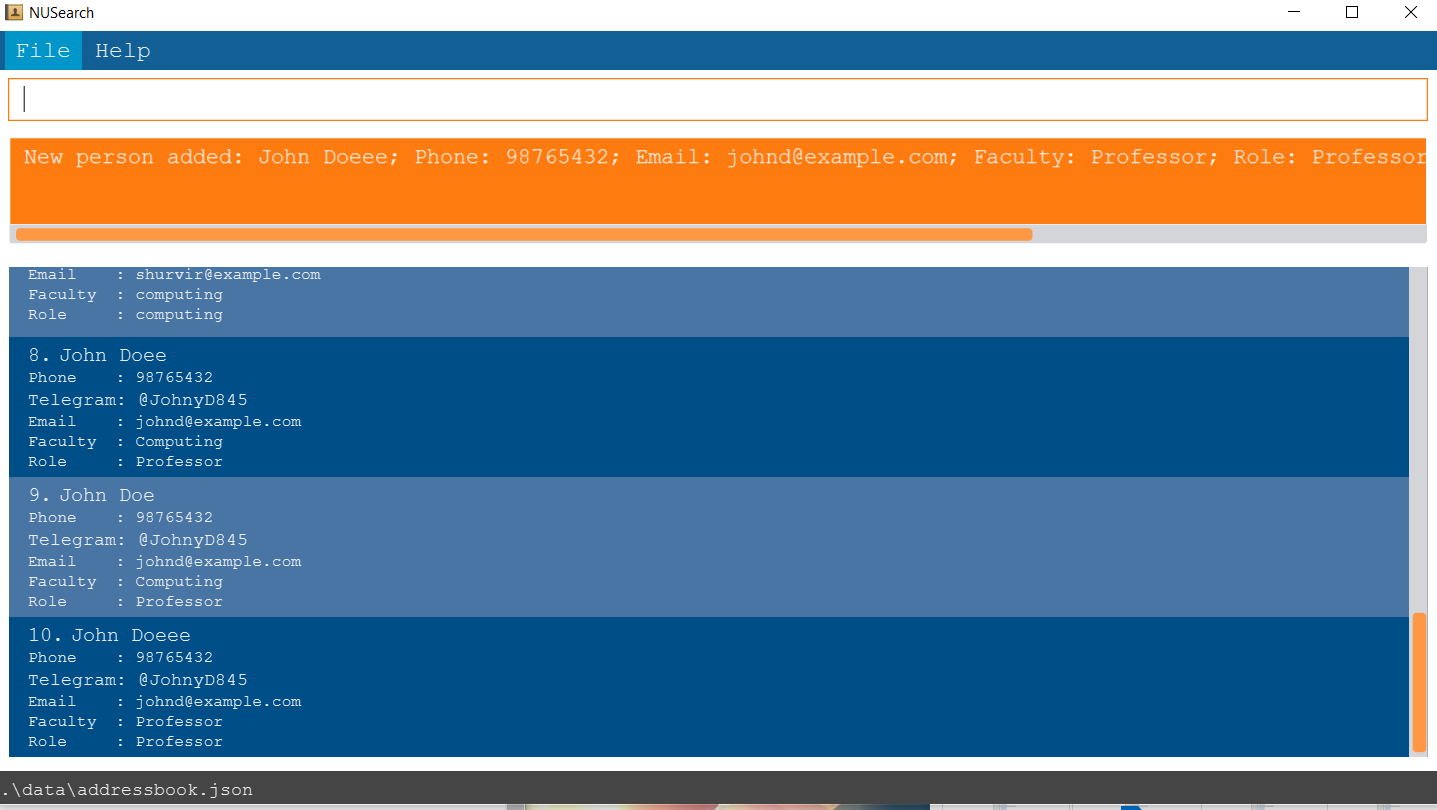 NUSearch
File Help
New person added: John Doeee; Phone: 98765432; Email: johnd@example.com; Faculty: Professor; Role: Professor
Email : shurvir@example.com
Faculty : computing
Role : computing
8. John Doee
Phone : 98765432
Telegram: @JohnyD845
Email : johnd@example.com
Faculty : Computing
Role : Professor
9. John Doe
Phone : 98765432
Telegram: @JohnyD845
Email : johnd@example.com
Faculty : Computing
Role : Professor
10. John Doeee
Phone : 98765432
Telegram: @JohnyD845
Email : johnd@example.com
Faculty : Professor
Role : Professor
.\data\addressbook.json